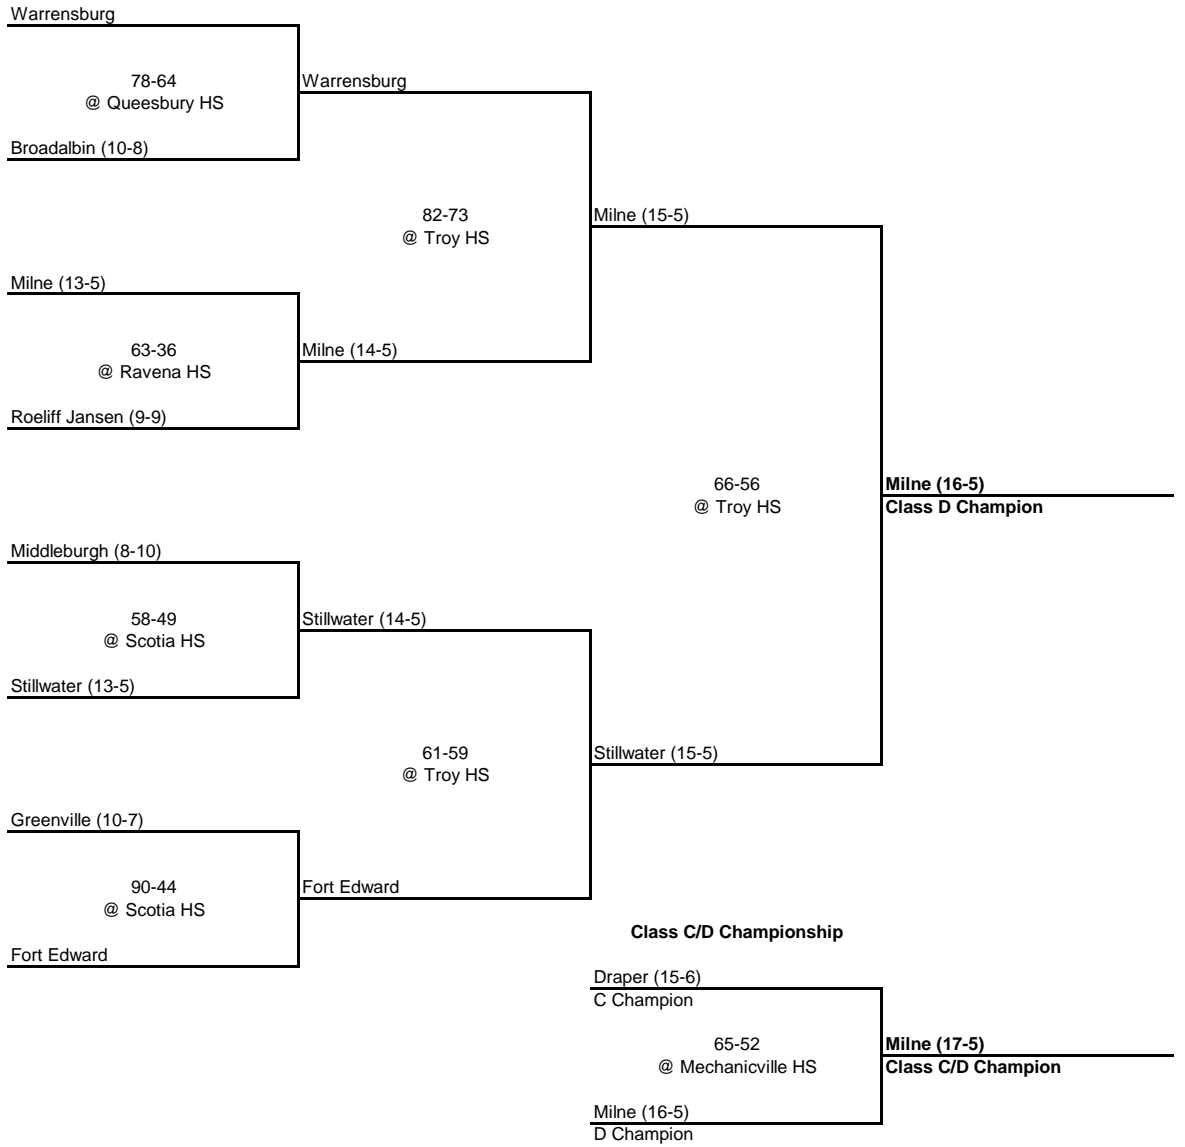 Warrensburg
78-64
@ Queesbury HS
Warrensburg
Broadalbin (10-8)
82-73
@ Troy HS
Milne (15-5)
Milne (13-5)
63-36
@ Ravena HS
Milne (14-5)
Roeliff Jansen (9-9)
66-56
@ Troy HS
Milne (16-5)
Class D Champion
Middleburgh (8-10)
58-49
@ Scotia HS
Stillwater (14-5)
Stillwater (13-5)
61-59
@ Troy HS
Stillwater (15-5)
Greenville (10-7)
90-44
@ Scotia HS
Fort Edward
Fort Edward
Class C/D Championship
Draper (15-6)
C Champion
65-52
@ Mechanicville HS
Milne (17-5)
Class C/D Champion
Milne (16-5)
D Champion